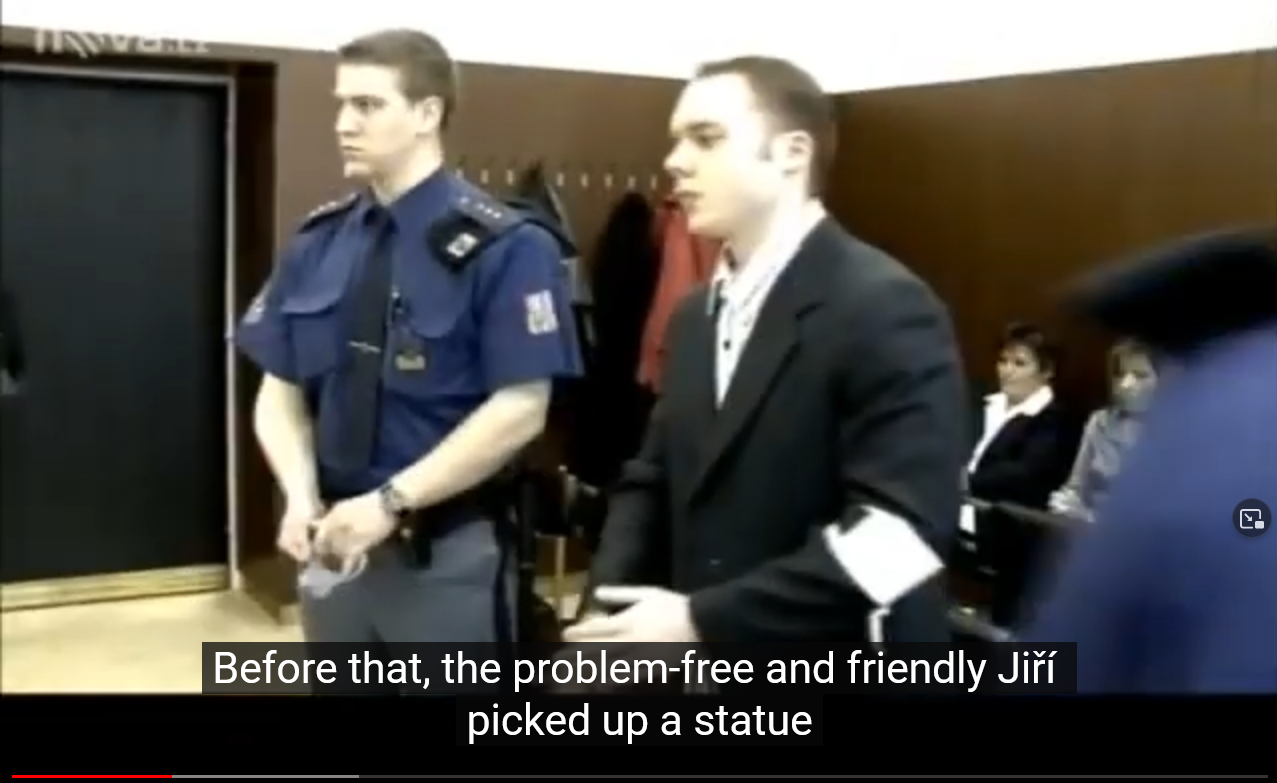 Before that, the problem-free and friendly Jiří
picked up a statue